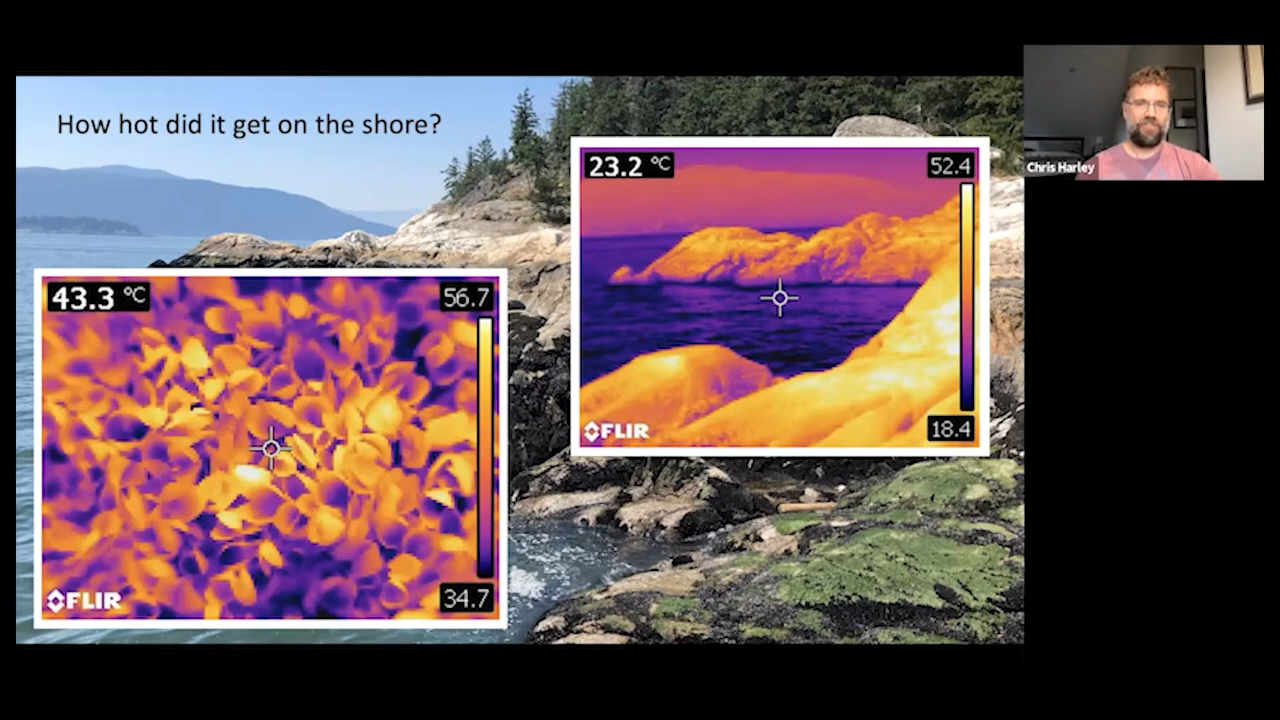 How hot did it get on the shore?
23.2 °C
52.4
18.4
FLIR
43.3 °C
56.7
34.7
FLIR
Chris Harley